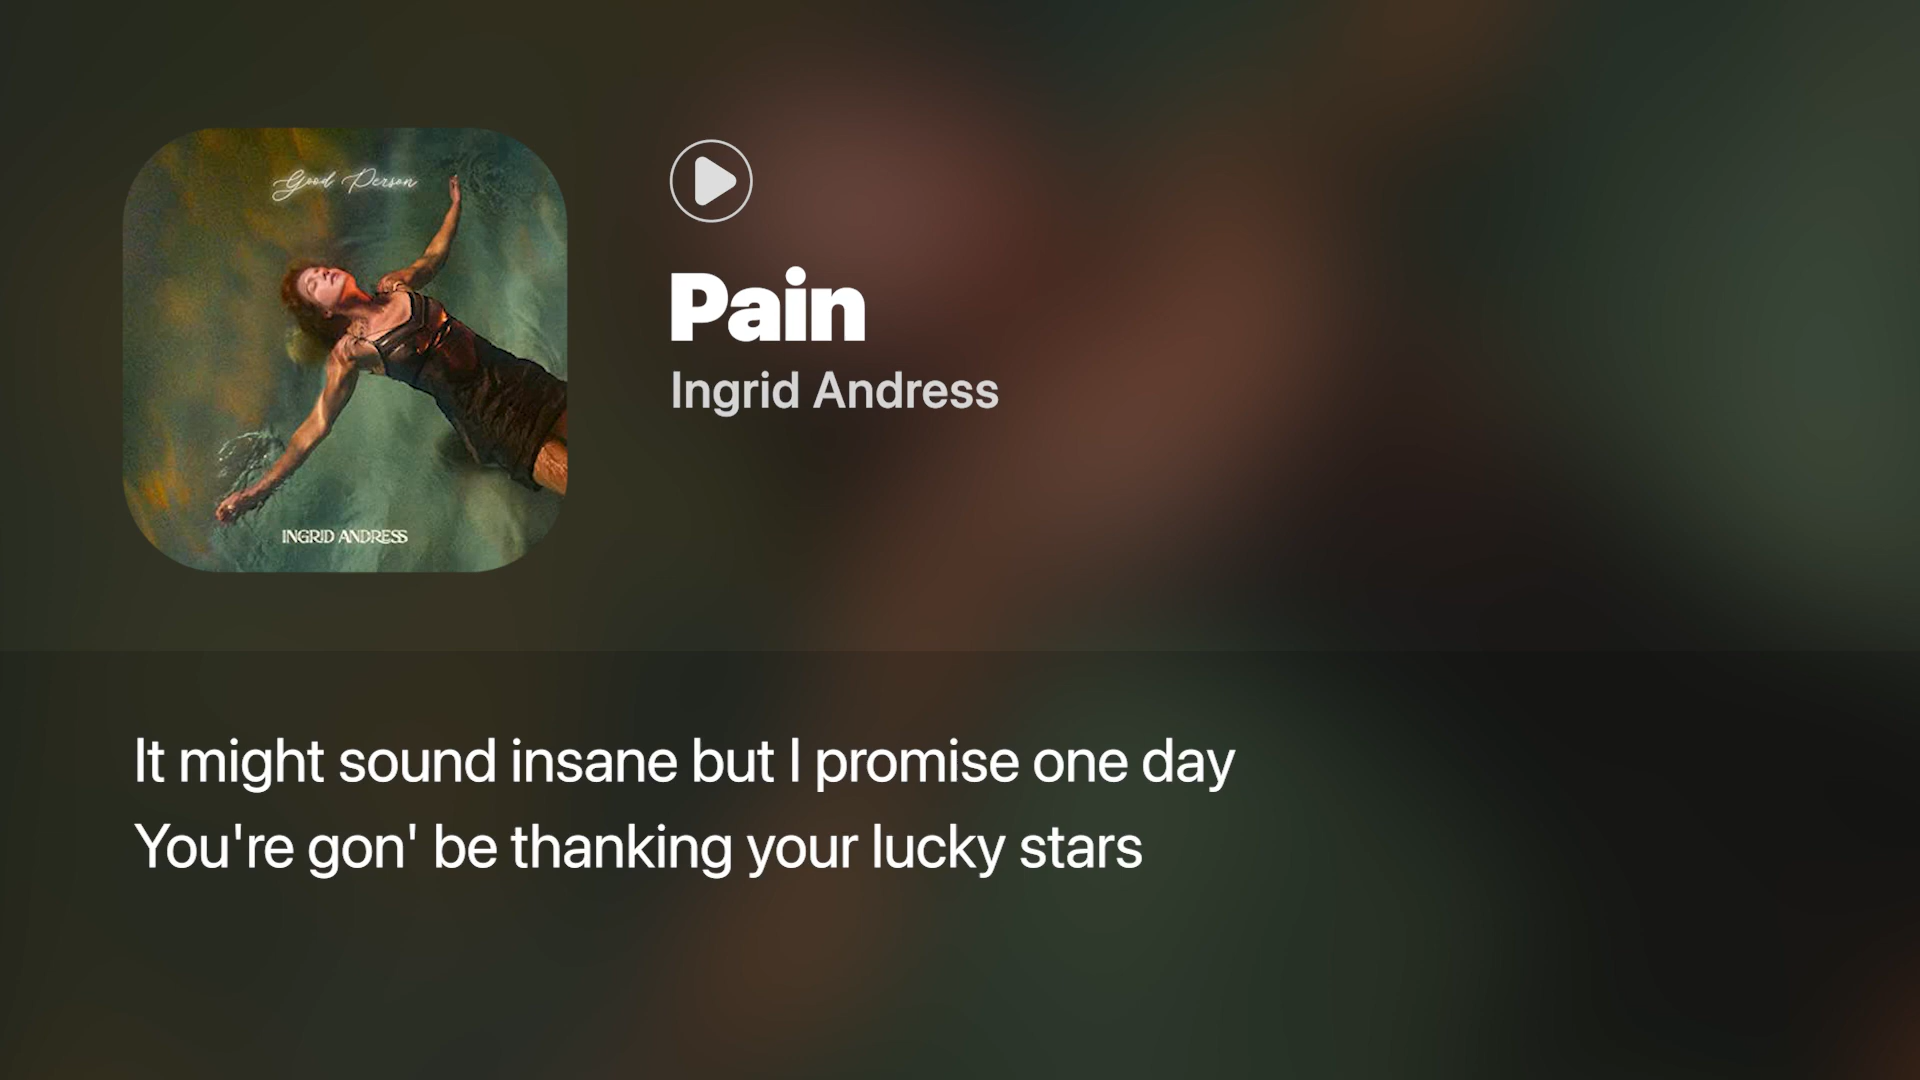 Good Person
INGRID ANDRESS
Pain
Ingrid Andress
It might sound insane but I promise one day
You're gon' be thanking your lucky stars